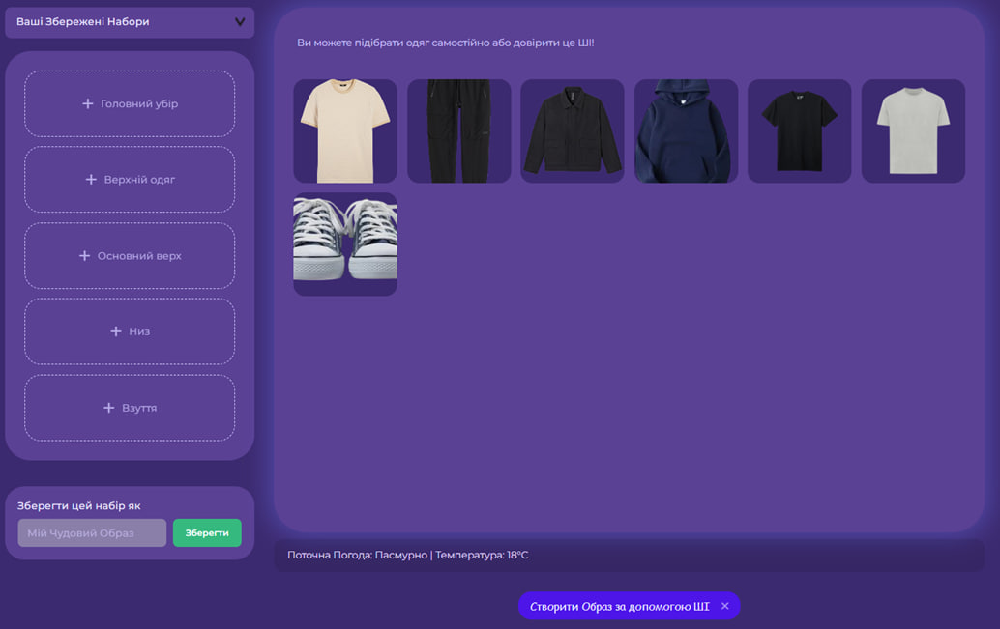 Ваші Збережені Набори
Ви можете підібрати одяг самостійно або довірити це ШІ!
+ Головний убір
+ Верхній одяг
+ Основний верх
+ Низ
+ Взуття
Зберегти цей набір як
Мій Чудовий Образ
Зберегти
Поточна Погода: Пасмурно | Температура: 18°C
Створити Образ за допомогою ШІ ×